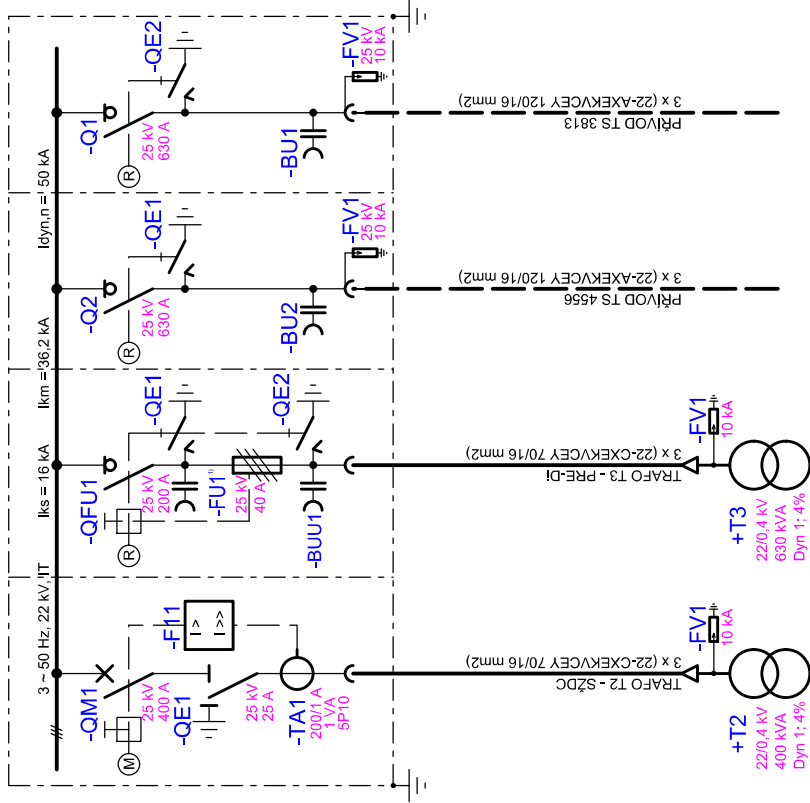 3 ~ 50 Hz, 22 kV, IT
Iks = 16 kA
Ikm = 36,2 kA
Idyn,n = 50 kA
-QM1
25 kV
400 A
M
-QE1
25 kV
25 A
-F11
I >
I >>
-TA1
200/1 A
1 VA
5P10
TRAFO T2 - SŽDC
3 x (22-CXEKVCEY 70/16 mm2)
-FV1
10 kA
+T2
22/0,4 kV
400 kVA
Dyn 1; 4%
-QFU1
25 kV
200 A
R
-QE1
-FU1 1)
25 kV
40 A
-QE2
-BUU1
TRAFO T3 - PRE-Di
3 x (22-CXEKVCEY 70/16 mm2)
-FV1
10 kA
+T3
22/0,4 kV
630 kVA
Dyn 1; 4%
-Q2
25 kV
630 A
R
-QE1
-BU2
-FV1
25 kV
10 kA
PŘÍVOD TS 4556
3 x (22-AXEKVCEY 120/16 mm2)
-Q1
25 kV
630 A
R
-QE2
-BU1
-FV1
25 kV
10 kA
PŘÍVOD TS 3813
3 x (22-AXEKVCEY 120/16 mm2)